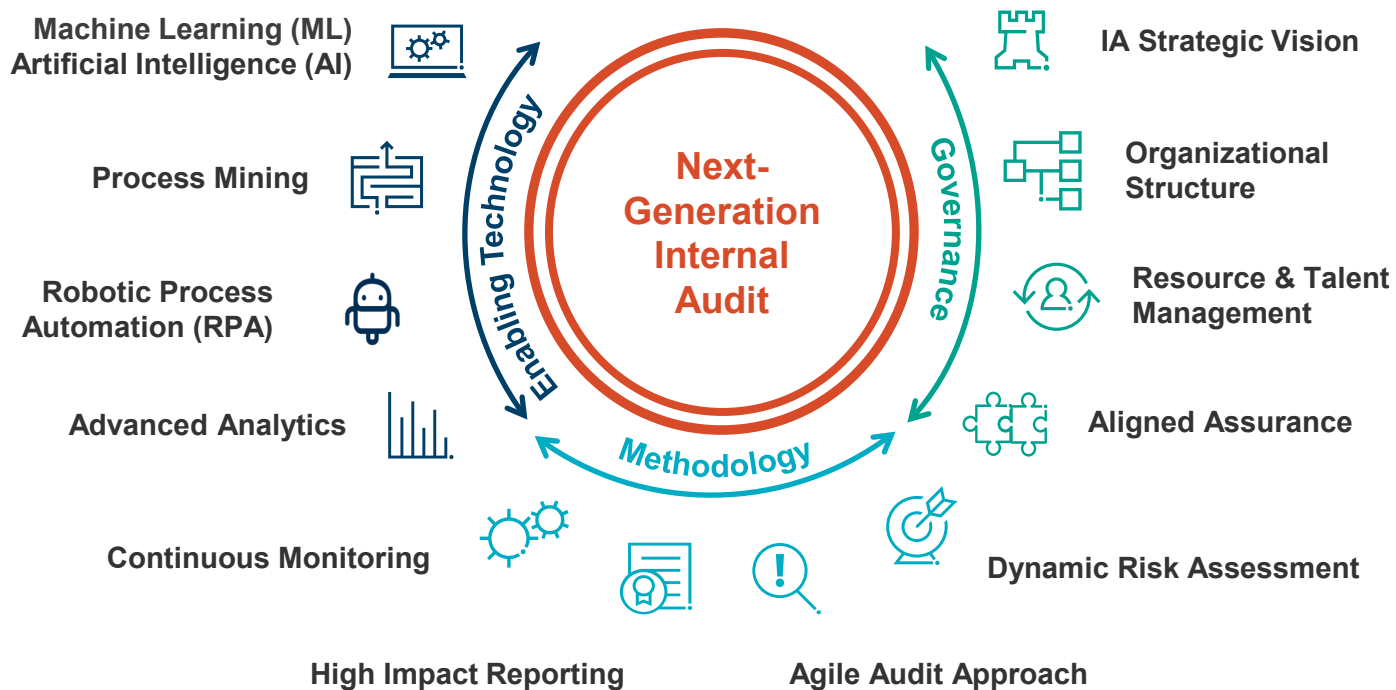 Machine Learning (ML)
Artificial Intelligence (AI)
Process Mining
Robotic Process
Automation (RPA)
Advanced Analytics
Continuous Monitoring
High Impact Reporting
Enabling Technology
Next-
Generation
Internal
Audit
Methodology
Governance
IA Strategic Vision
Organizational
Structure
Resource & Talent
Management
Aligned Assurance
Dynamic Risk Assessment
Agile Audit Approach